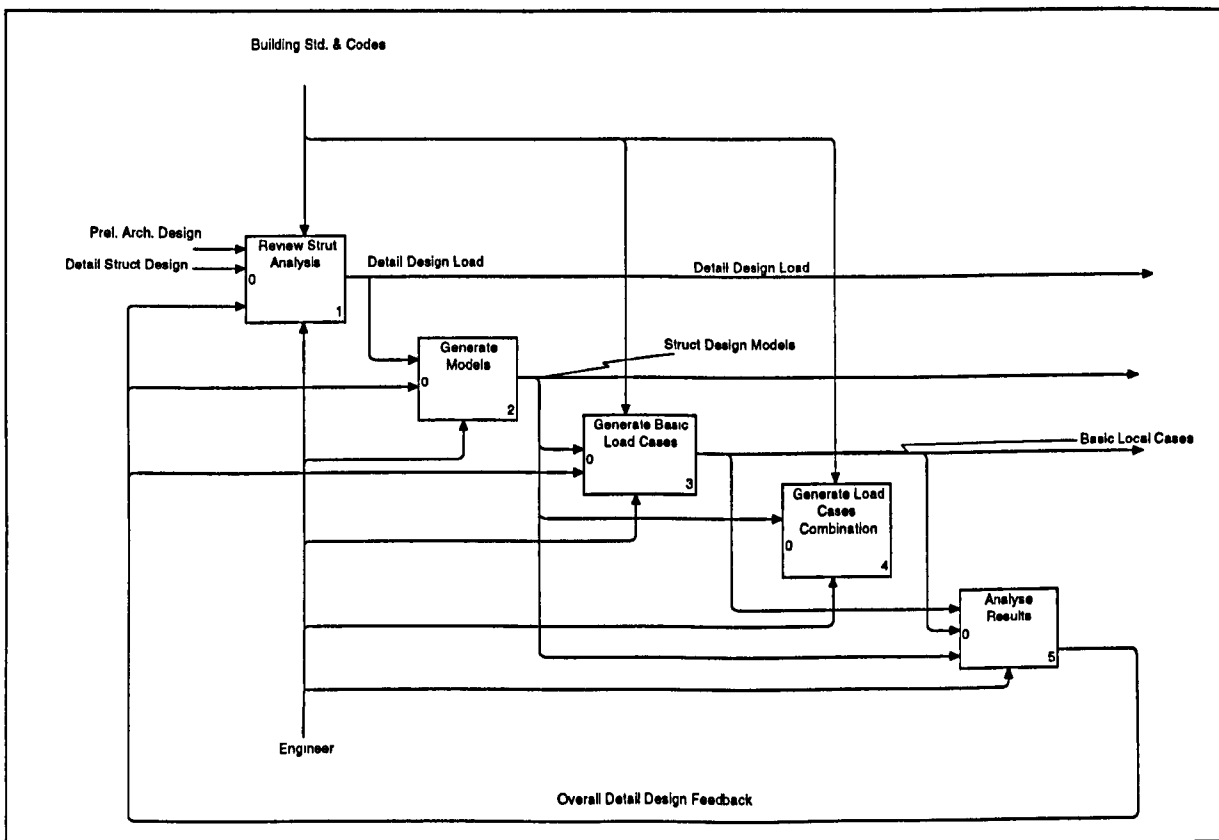 Building Std. & Codes
Prel. Arch. Design
Detail Struct Design
Review Strut
Analysis
0
1
Detail Design Load
Detail Design Load
Generate
Models
0
2
Struct Design Models
Generate Basic
Load Cases
0
3
Basic Local Cases
Generate Load
Cases
Combination
0
4
Analyse
Results
0
5
Engineer
Overall Detail Design Feedback